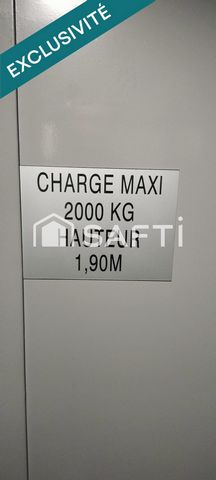 EXCLUSIVITÉ
CHARGE MAXI
2000 KG
SAFTI
HAUTEUR
1,90M